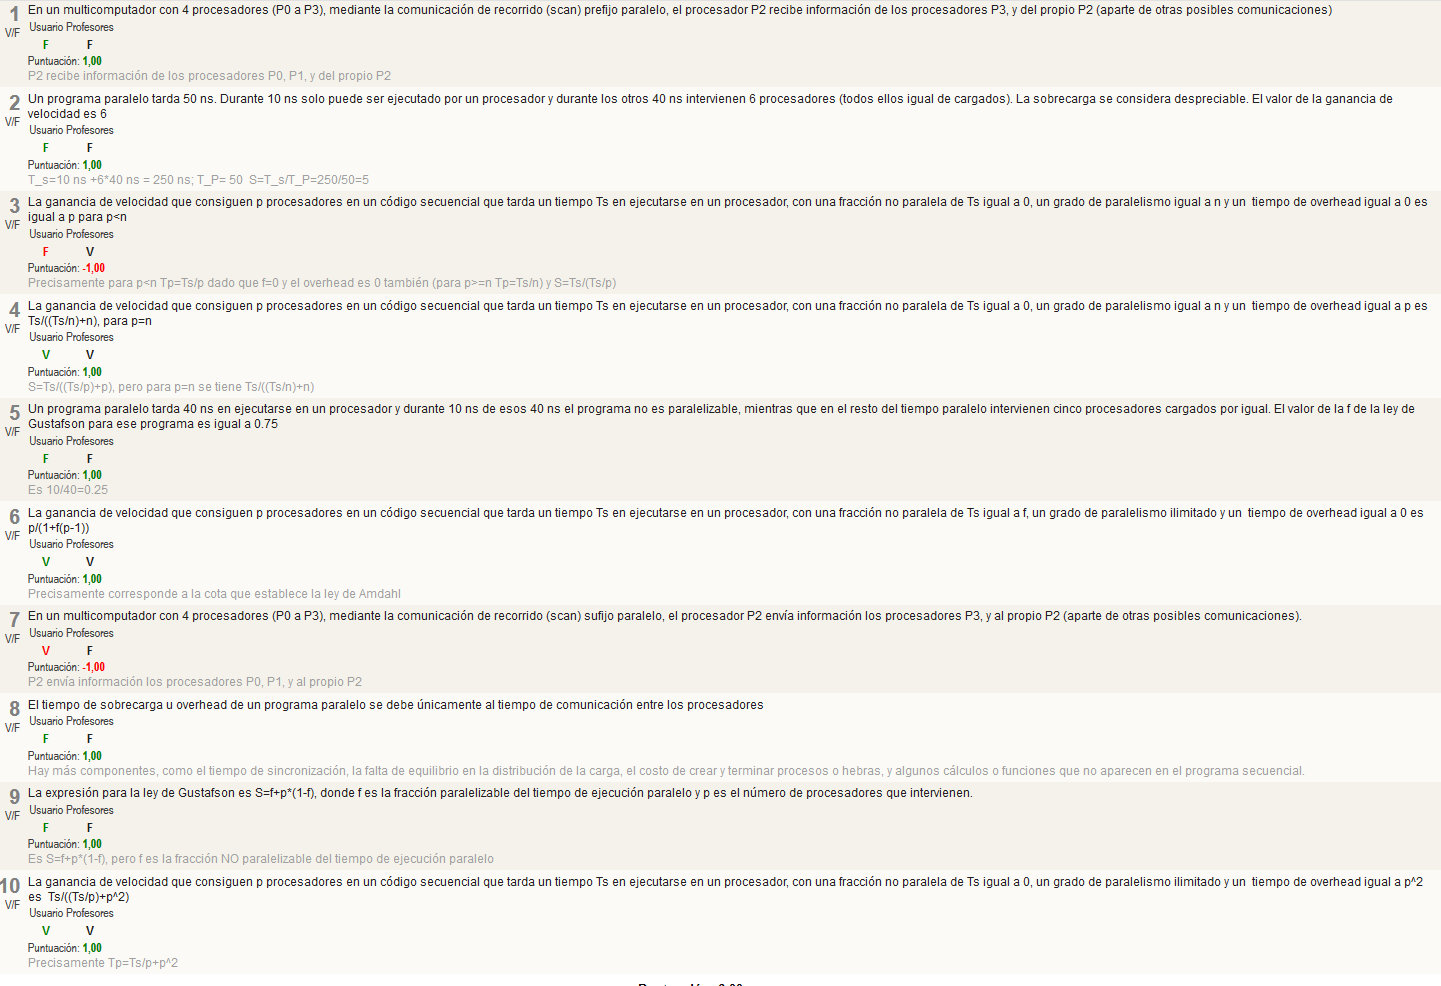 1 En un multicomputador con 4 procesadores (P0 a P3), mediante la comunicación de recorrido (scan) prefijo paralelo, el procesador P2 recibe información de los procesadores P3, y del propio P2 (aparte de otras posibles comunicaciones)
V/F Usuario Profesores
F F
Puntuación: 1,00
P2 recibe información de los procesadores P0, P1, y del propio P2
2 Un programa paralelo tarda 50 ns. Durante 10 ns solo puede ser ejecutado por un procesador y durante los otros 40 ns intervienen 6 procesadores (todos ellos igual de cargados). La sobrecarga se considera despreciable. El valor de la ganancia de
V/F velocidad es 6
Usuario Profesores
F F
Puntuación: 1,00
T_s=10 ns +6*40 ns = 250 ns; T_P= 50 S=T_s/T_P=250/50=5
3 La ganancia de velocidad que consiguen p procesadores en un código secuencial que tarda un tiempo Ts en ejecutarse en un procesador, con una fracción no paralela de Ts igual a 0, un grado de paralelismo igual a n y un tiempo de overhead igual a 0 es
V/F igual a p para p<n
Usuario Profesores
F V
Puntuación: -1,00
Precisamente para p<n Tp=Ts/p dado que f=0 y el overhead es 0 también (para p>=n Tp=Ts/n) y S=Ts/(Ts/p)
4 La ganancia de velocidad que consiguen p procesadores en un código secuencial que tarda un tiempo Ts en ejecutarse en un procesador, con una fracción no paralela de Ts igual a 0, un grado de paralelismo igual a n y un tiempo de overhead igual a p es
V/F Ts/((Ts/n)+n), para p=n
Usuario Profesores
V V
Puntuación: 1,00
S=Ts/((Ts/p)+p), pero para p=n se tiene Ts/((Ts/n)+n)
5 Un programa paralelo tarda 40 ns en ejecutarse en un procesador y durante 10 ns de esos 40 ns el programa no es paralelizable, mientras que en el resto del tiempo paralelo intervienen cinco procesadores cargados por igual. El valor de la f de la ley de
V/F Gustafson para ese programa es igual a 0.75
Usuario Profesores
F F
Puntuación: 1,00
Es 10/40=0.25
6 La ganancia de velocidad que consiguen p procesadores en un código secuencial que tarda un tiempo Ts en ejecutarse en un procesador, con una fracción no paralela de Ts igual a f, un grado de paralelismo ilimitado y un tiempo de overhead igual a 0 es
V/F p/(1+f(p-1))
Usuario Profesores
V V
Puntuación: 1,00
Precisamente corresponde a la cota que establece la ley de Amdahl
7 En un multicomputador con 4 procesadores (P0 a P3), mediante la comunicación de recorrido (scan) sufijo paralelo, el procesador P2 envía información los procesadores P3, y al propio P2 (aparte de otras posibles comunicaciones).
V/F Usuario Profesores
V F
Puntuación: -1,00
P2 envía información los procesadores P0, P1, y al propio P2
8 El tiempo de sobrecarga u overhead de un programa paralelo se debe únicamente al tiempo de comunicación entre los procesadores
V/F Usuario Profesores
F F
Puntuación: 1,00
Hay más componentes, como el tiempo de sincronización, la falta de equilibrio en la distribución de la carga, el costo de crear y terminar procesos o hebras, y algunos cálculos o funciones que no aparecen en el programa secuencial.
9 La expresión para la ley de Gustafson es S=f+p*(1-f), donde f es la fracción paralelizable del tiempo de ejecución paralelo y p es el número de procesadores que intervienen.
V/F Usuario Profesores
F F
Puntuación: 1,00
Es S=f+p*(1-f), pero f es la fracción NO paralelizable del tiempo de ejecución paralelo
10 La ganancia de velocidad que consiguen p procesadores en un código secuencial que tarda un tiempo Ts en ejecutarse en un procesador, con una fracción no paralela de Ts igual a 0, un grado de paralelismo ilimitado y un tiempo de overhead igual a p^2
V/F es Ts/((Ts/p)+p^2)
Usuario Profesores
V V
Puntuación: 1,00
Precisamente Tp=Ts/p+p^2